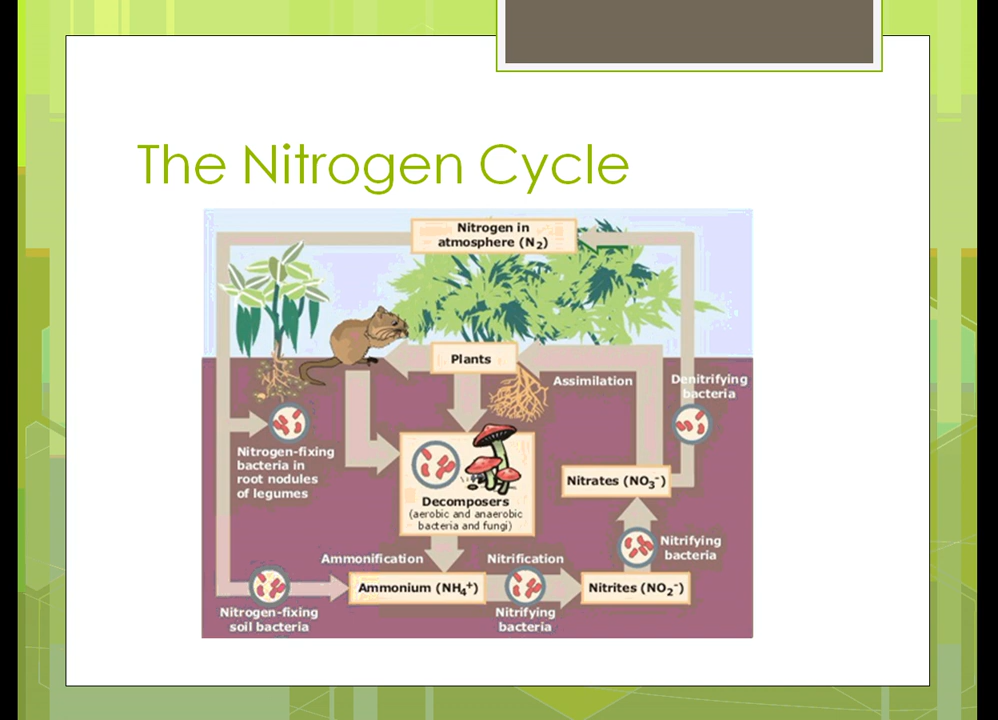 The Nitrogen Cycle
Nitrogen in
atmosphere (N₂)
Plants
Assimilation
Denitrifying
bacteria
Nitrogen-fixing
bacteria in
root nodules
of legumes
Decomposers
(aerobic and anaerobic
bacteria and fungi)
Nitrates (NO₃⁻)
Nitrifying
bacteria
Ammonification
Nitrification
Ammonium (NH₄⁺)
Nitrites (NO₂⁻)
Nitrogen-fixing
soil bacteria
Nitrifying
bacteria